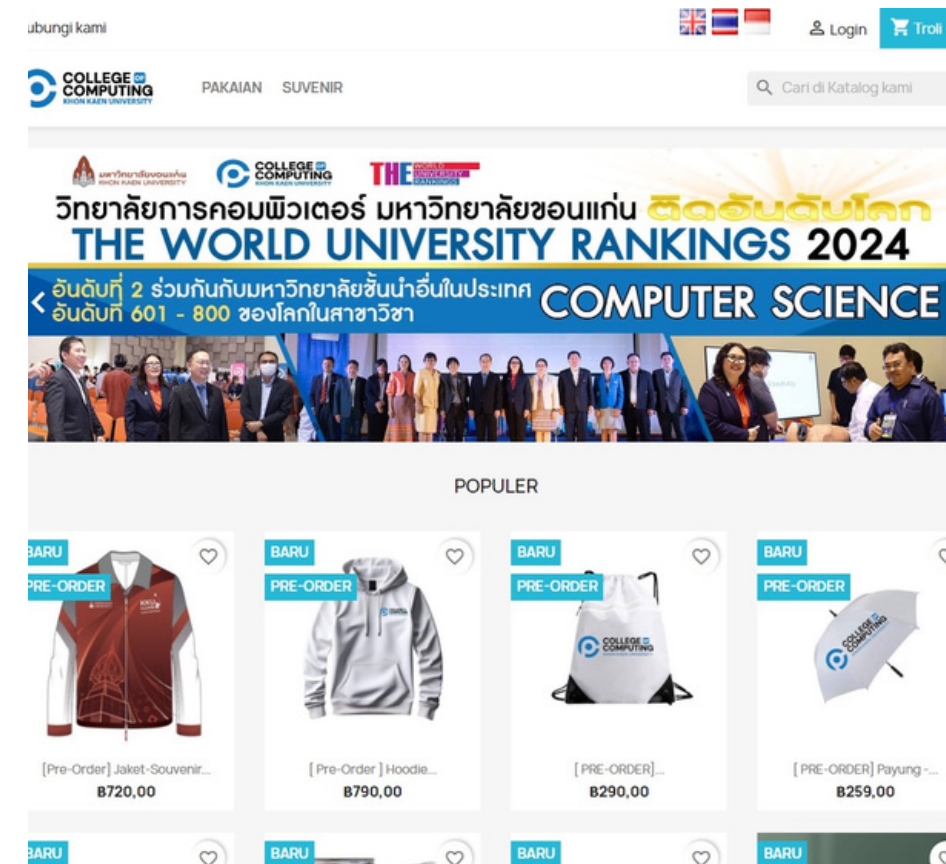 ubungi kami
Login
Troli
COLLEGE OF
COMPUTING
KHON KAEN UNIVERSITY
PAKAIAN SUVENIR
Cari di Katalog kami
มหาวิทยาลัยขอนแก่น
KHON KAEN UNIVERSITY
COLLEGE OF
COMPUTING
KHON KAEN UNIVERSITY
THE WORLD
UNIVERSITY
RANKINGS
วิทยาลัยการคอมพิวเตอร์ มหาวิทยาลัยขอนแก่น ติดอันดับโลก
THE WORLD UNIVERSITY RANKINGS 2024
อันดับที่ 2 ร่วมกันกับมหาวิทยาลัยชั้นนำอื่นในประเทศ
อันดับที่ 601 - 800 ของโลกในสาขาวิชา
COMPUTER SCIENCE
POPULER
BARU
PRE-ORDER
[Pre-Order] Jaket-Souvenir...
฿720,00
BARU
PRE-ORDER
COLLEGE OF
COMPUTING
[ Pre-Order ] Hoodie...
฿790,00
BARU
PRE-ORDER
COLLEGE OF
COMPUTING
KHON KAEN UNIVERSITY
[ PRE-ORDER]...
฿290,00
BARU
PRE-ORDER
COLLEGE OF
COMPUTING
[ PRE-ORDER] Payung -...
฿259,00
BARU
BARU
BARU
BARU